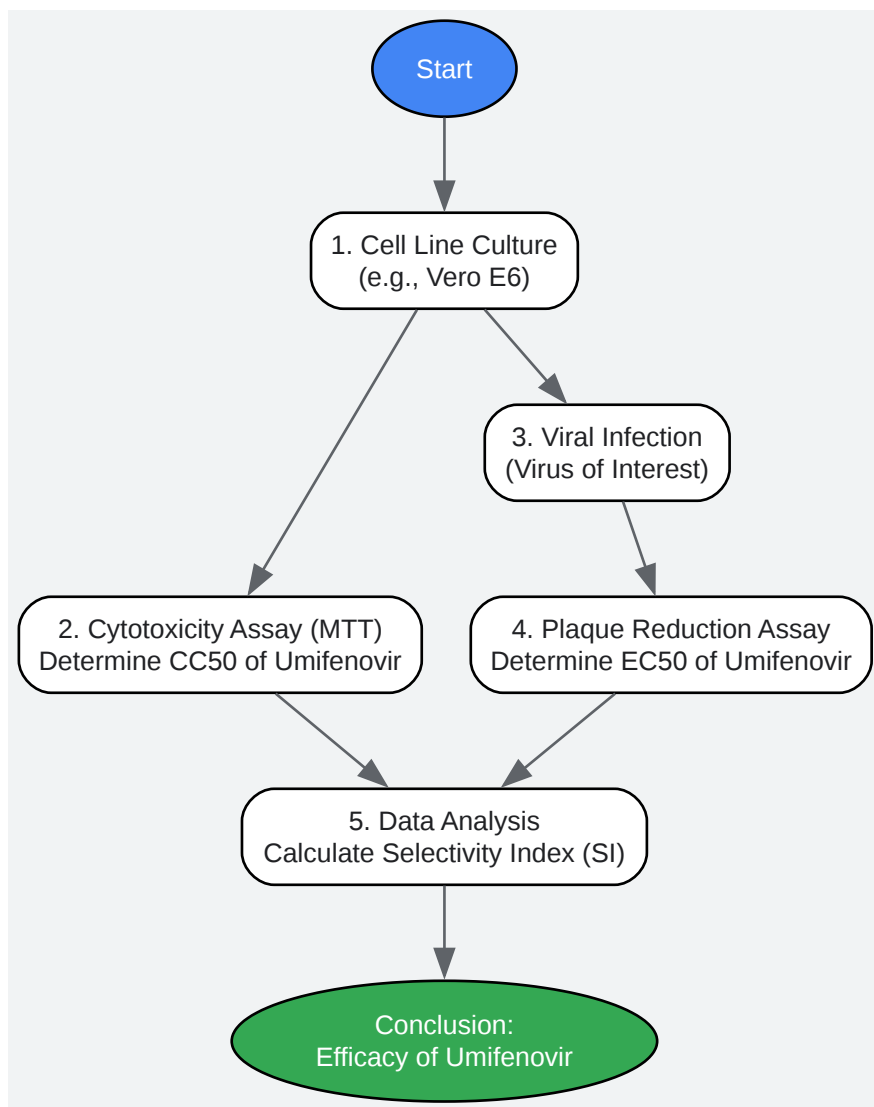 Start
1. Cell Line Culture
(e.g., Vero E6)
3. Viral Infection
(Virus of Interest)
2. Cytotoxicity Assay (MTT)
Determine CC50 of Umifenovir
4. Plaque Reduction Assay
Determine EC50 of Umifenovir
5. Data Analysis
Calculate Selectivity Index (SI)
Conclusion:
Efficacy of Umifenovir